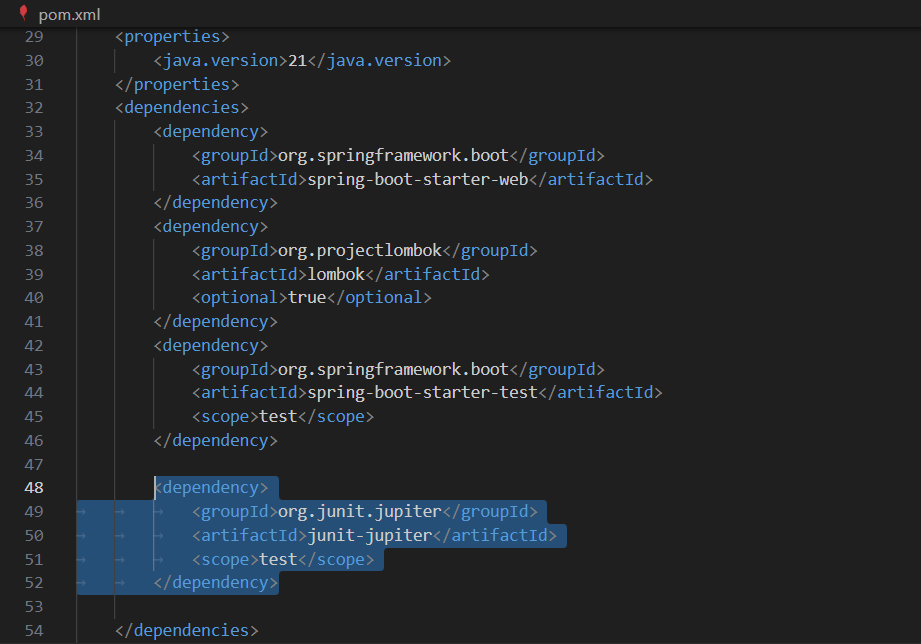 pom.xml
29 <properties>
30 <java.version>21</java.version>
31 </properties>
32 <dependencies>
33 <dependency>
34 <groupId>org.springframework.boot</groupId>
35 <artifactId>spring-boot-starter-web</artifactId>
36 </dependency>
37 <dependency>
38 <groupId>org.projectlombok</groupId>
39 <artifactId>lombok</artifactId>
40 <optional>true</optional>
41 </dependency>
42 <dependency>
43 <groupId>org.springframework.boot</groupId>
44 <artifactId>spring-boot-starter-test</artifactId>
45 <scope>test</scope>
46 </dependency>
47
48 <dependency>
49 <groupId>org.junit.jupiter</groupId>
50 <artifactId>junit-jupiter</artifactId>
51 <scope>test</scope>
52 </dependency>
53
54 </dependencies>